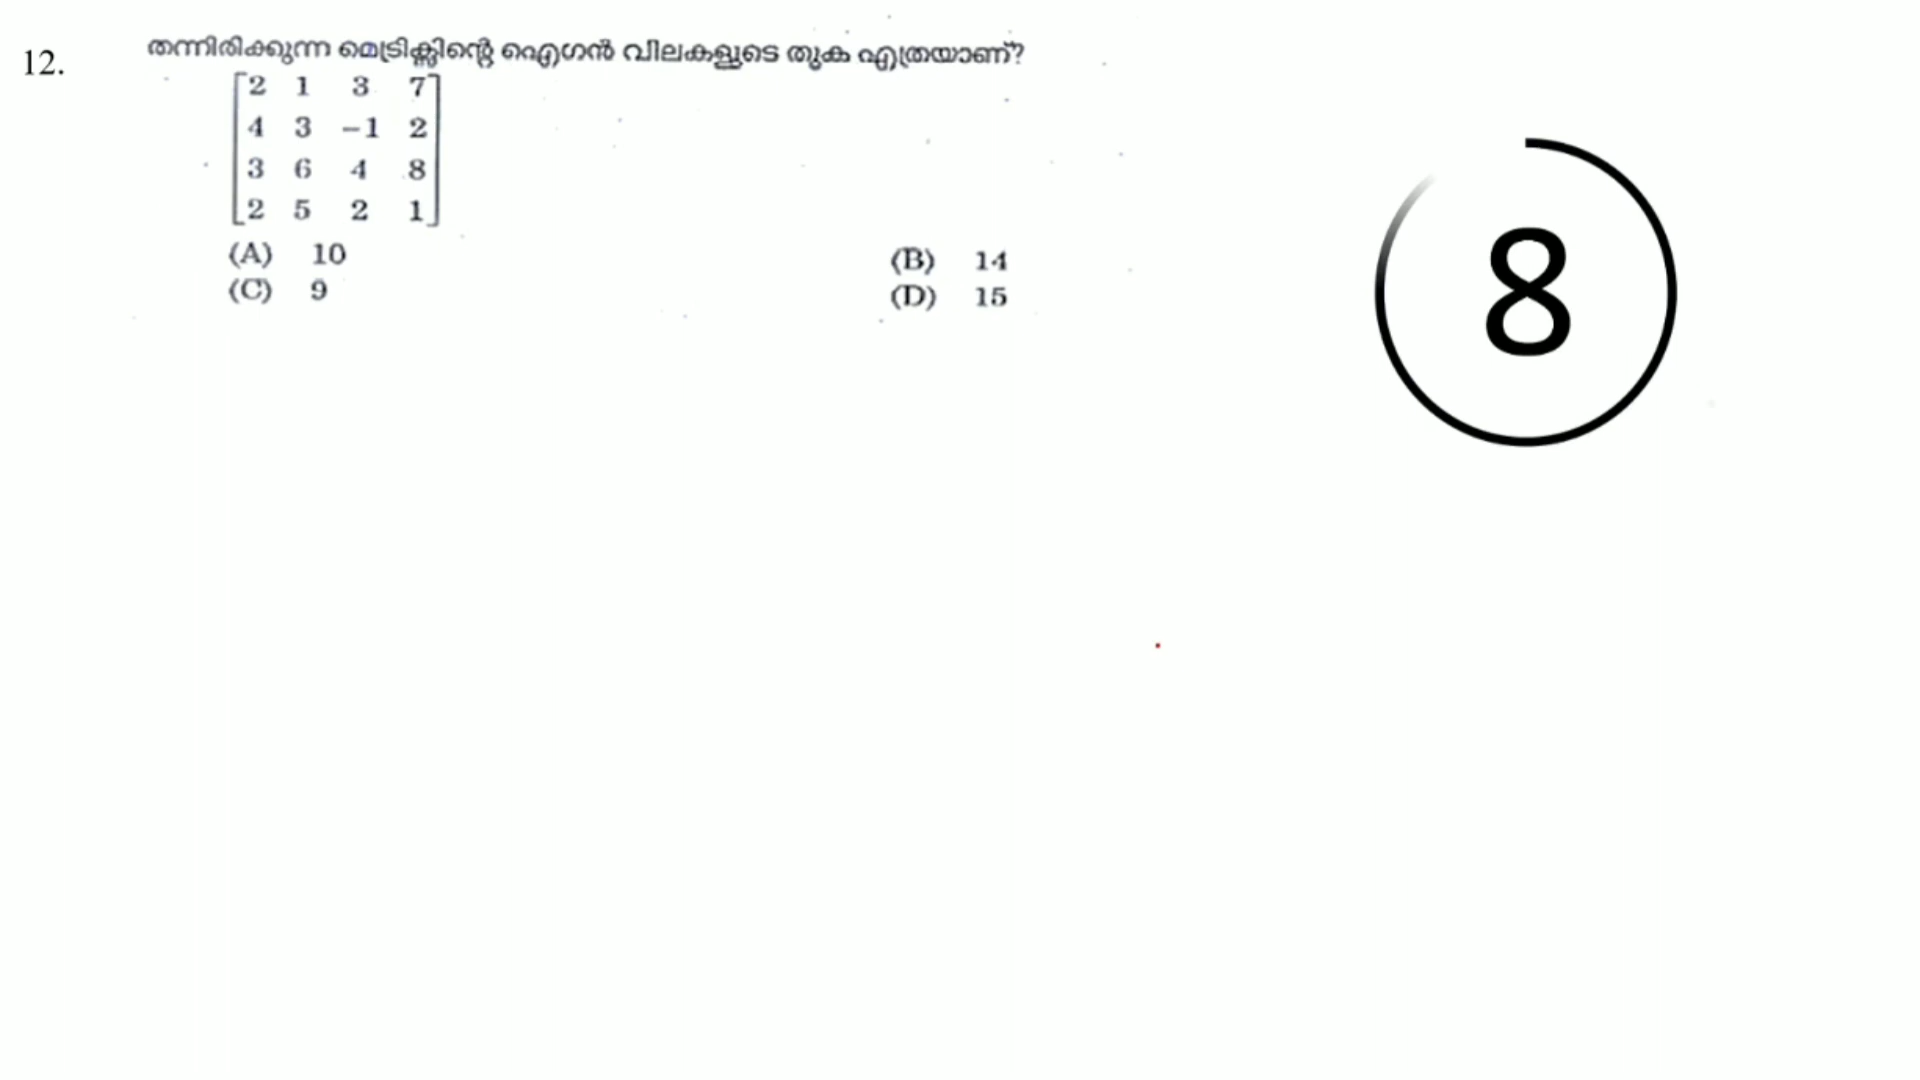 12. തന്നിരിക്കുന്ന മെട്രിക്സിന്റെ ഐഗൻ വിലകളുടെ തുക എത്രയാണ്?
2 1 3 7
4 3 −1 2
3 6 4 8
2 5 2 1
(A) 10 (B) 14
(C) 9 (D) 15
8